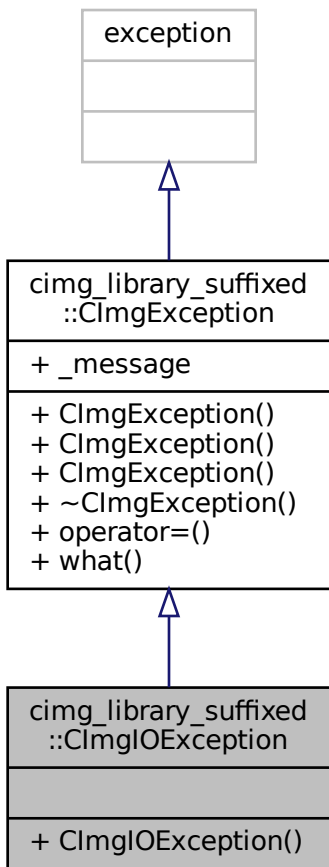 exception
cimg_library_suffixed
::CImgException
+ _message
+ CImgException()
+ CImgException()
+ CImgException()
+ ~CImgException()
+ operator=()
+ what()
cimg_library_suffixed
::CImgIOException
+ CImgIOException()